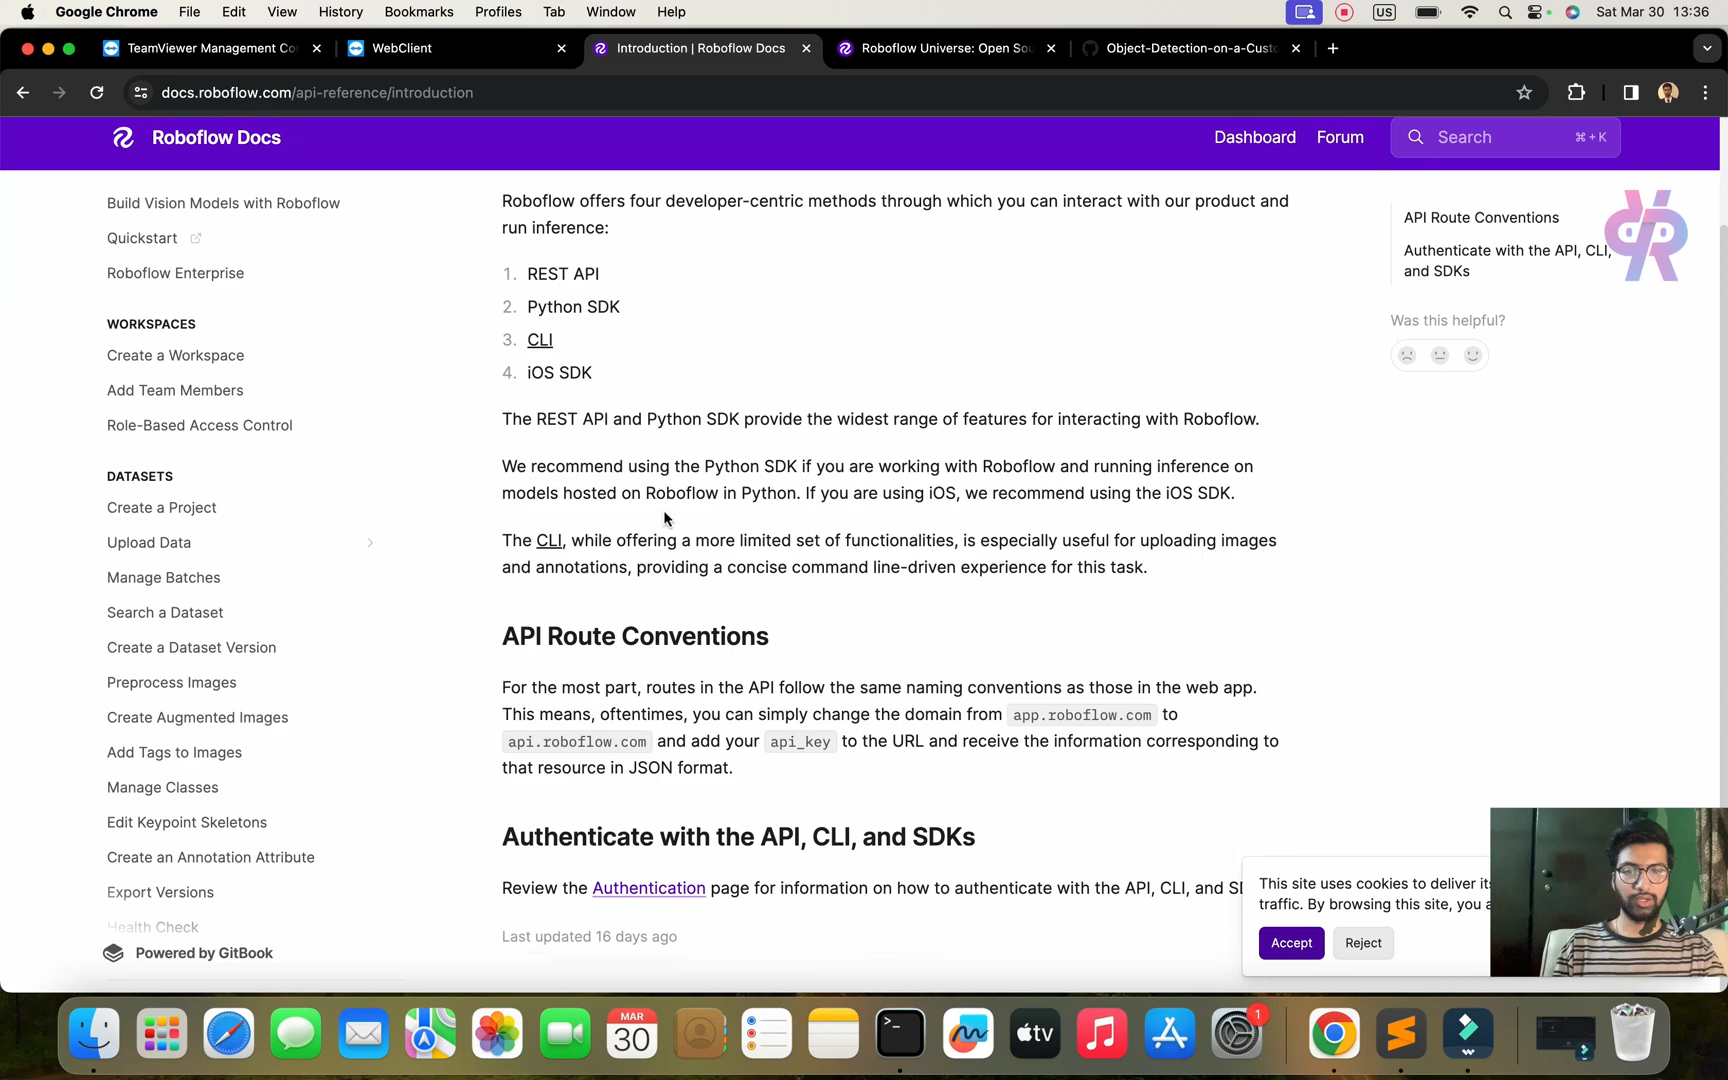 Google Chrome File Edit View History Bookmarks Profiles Tab Window Help US Sat Mar 30 13:36
TeamViewer Management Co WebClient Introduction | Roboflow Docs Roboflow Universe: Open Sou Object-Detection-on-a-Custo
docs.roboflow.com/api-reference/introduction
Roboflow Docs Dashboard Forum Search ⌘+K
Build Vision Models with Roboflow
Quickstart
Roboflow Enterprise
WORKSPACES
Create a Workspace
Add Team Members
Role-Based Access Control
DATASETS
Create a Project
Upload Data
Manage Batches
Search a Dataset
Create a Dataset Version
Preprocess Images
Create Augmented Images
Add Tags to Images
Manage Classes
Edit Keypoint Skeletons
Create an Annotation Attribute
Export Versions
Health Check
Powered by GitBook
Roboflow offers four developer-centric methods through which you can interact with our product and
run inference:
1. REST API
2. Python SDK
3. CLI
4. iOS SDK
The REST API and Python SDK provide the widest range of features for interacting with Roboflow.
We recommend using the Python SDK if you are working with Roboflow and running inference on
models hosted on Roboflow in Python. If you are using iOS, we recommend using the iOS SDK.
The CLI, while offering a more limited set of functionalities, is especially useful for uploading images
and annotations, providing a concise command line-driven experience for this task.
API Route Conventions
For the most part, routes in the API follow the same naming conventions as those in the web app.
This means, oftentimes, you can simply change the domain from app.roboflow.com to
api.roboflow.com and add your api_key to the URL and receive the information corresponding to
that resource in JSON format.
Authenticate with the API, CLI, and SDKs
Review the Authentication page for information on how to authenticate with the API, CLI, and SD
Last updated 16 days ago
API Route Conventions
Authenticate with the API, CLI,
and SDKs
Was this helpful?
This site uses cookies to deliver its
traffic. By browsing this site, you a
Accept Reject
MAR
30
tv
1